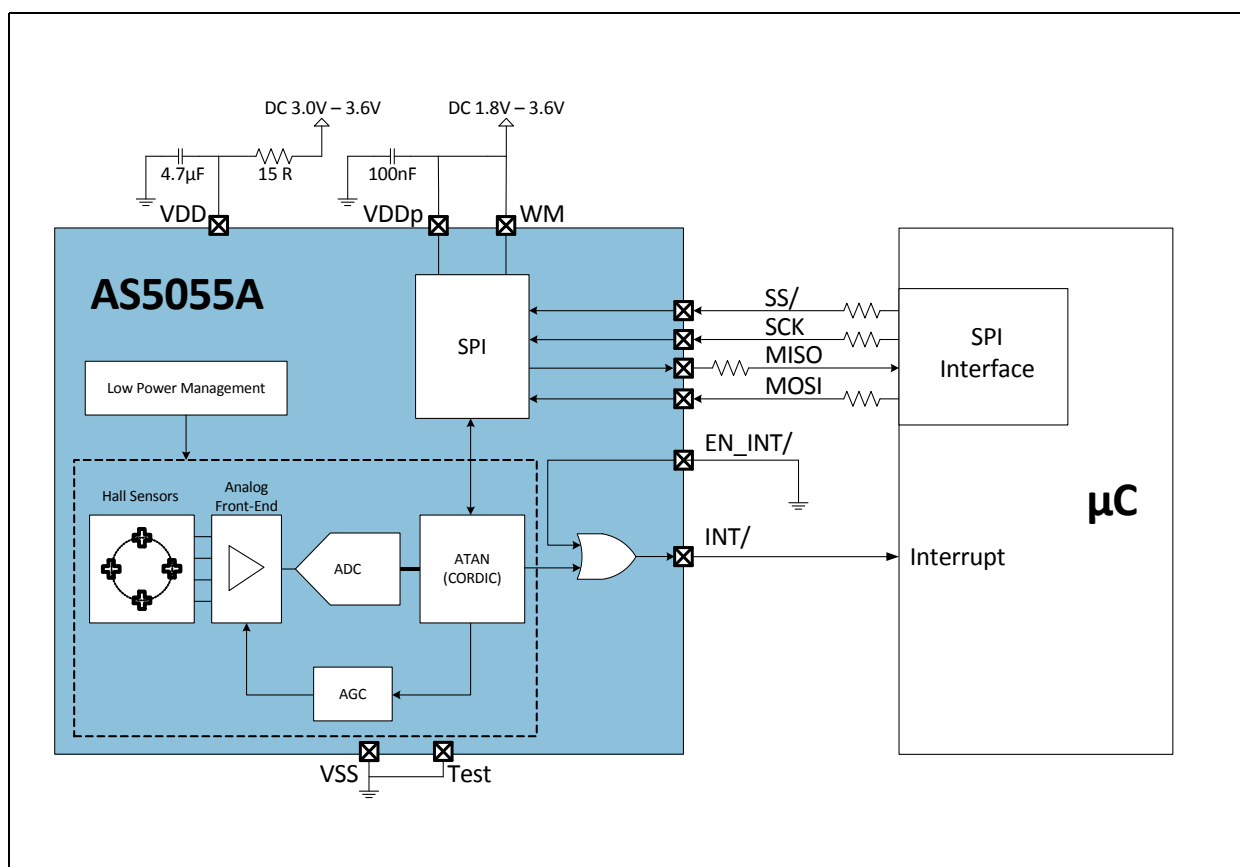 DC 3.0V – 3.6V
DC 1.8V – 3.6V
4.7µF
15 R
100nF
VDD
VDDp
WM
AS5055A
SPI
SS/
SCK
MISO
MOSI
SPI
Interface
Low Power Management
EN_INT/
Hall Sensors
Analog
Front-End
ADC
ATAN
(CORDIC)
INT/
Interrupt
µC
AGC
VSS
Test